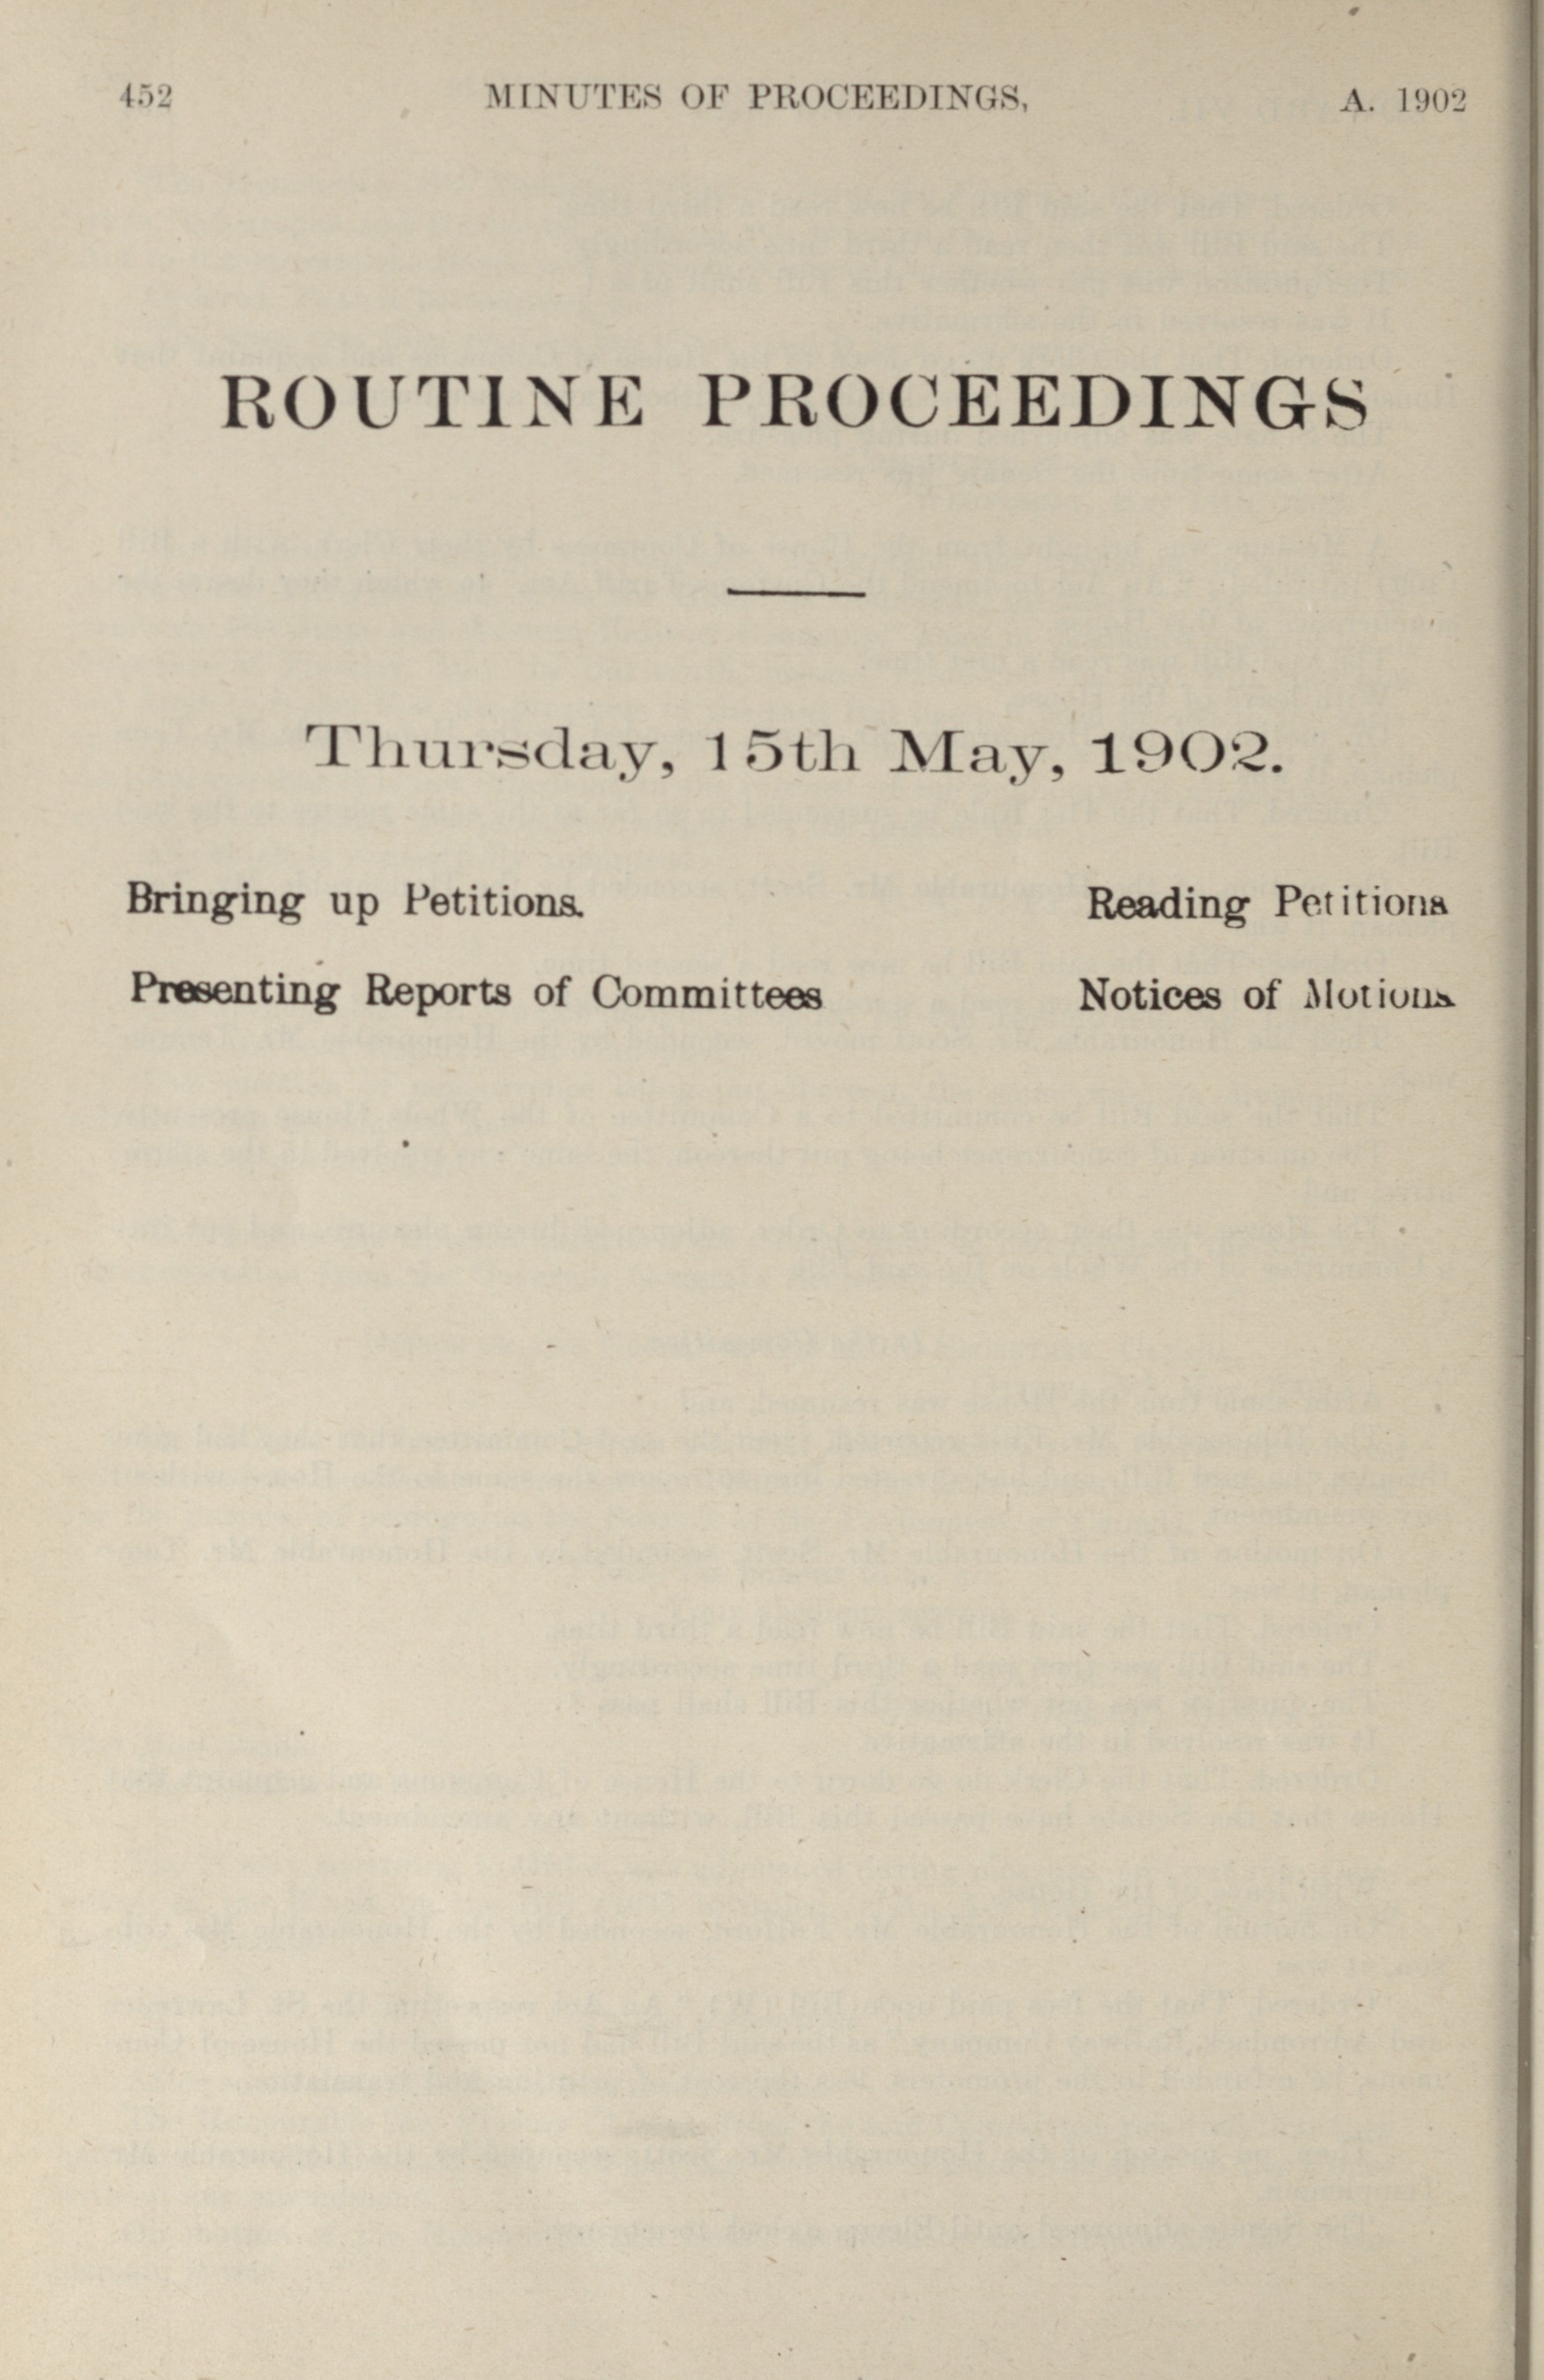 452 MINUTES OF PROCEEDINGS, A. 1902
ROUTINE PROCEEDINGS
Thursday, 15th May, 1902.
Bringing up Petitions. Reading Petitions
Presenting Reports of Committees Notices of Motions